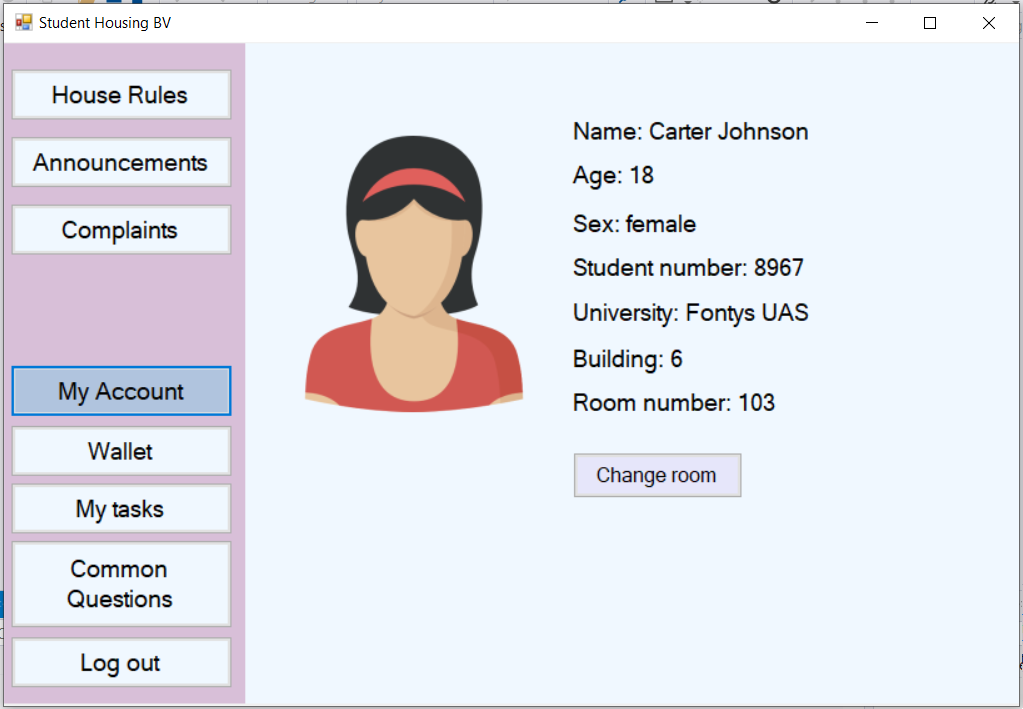 Student Housing BV
House Rules
Announcements
Complaints
My Account
Wallet
My tasks
Common
Questions
Log out
Name: Carter Johnson
Age: 18
Sex: female
Student number: 8967
University: Fontys UAS
Building: 6
Room number: 103
Change room